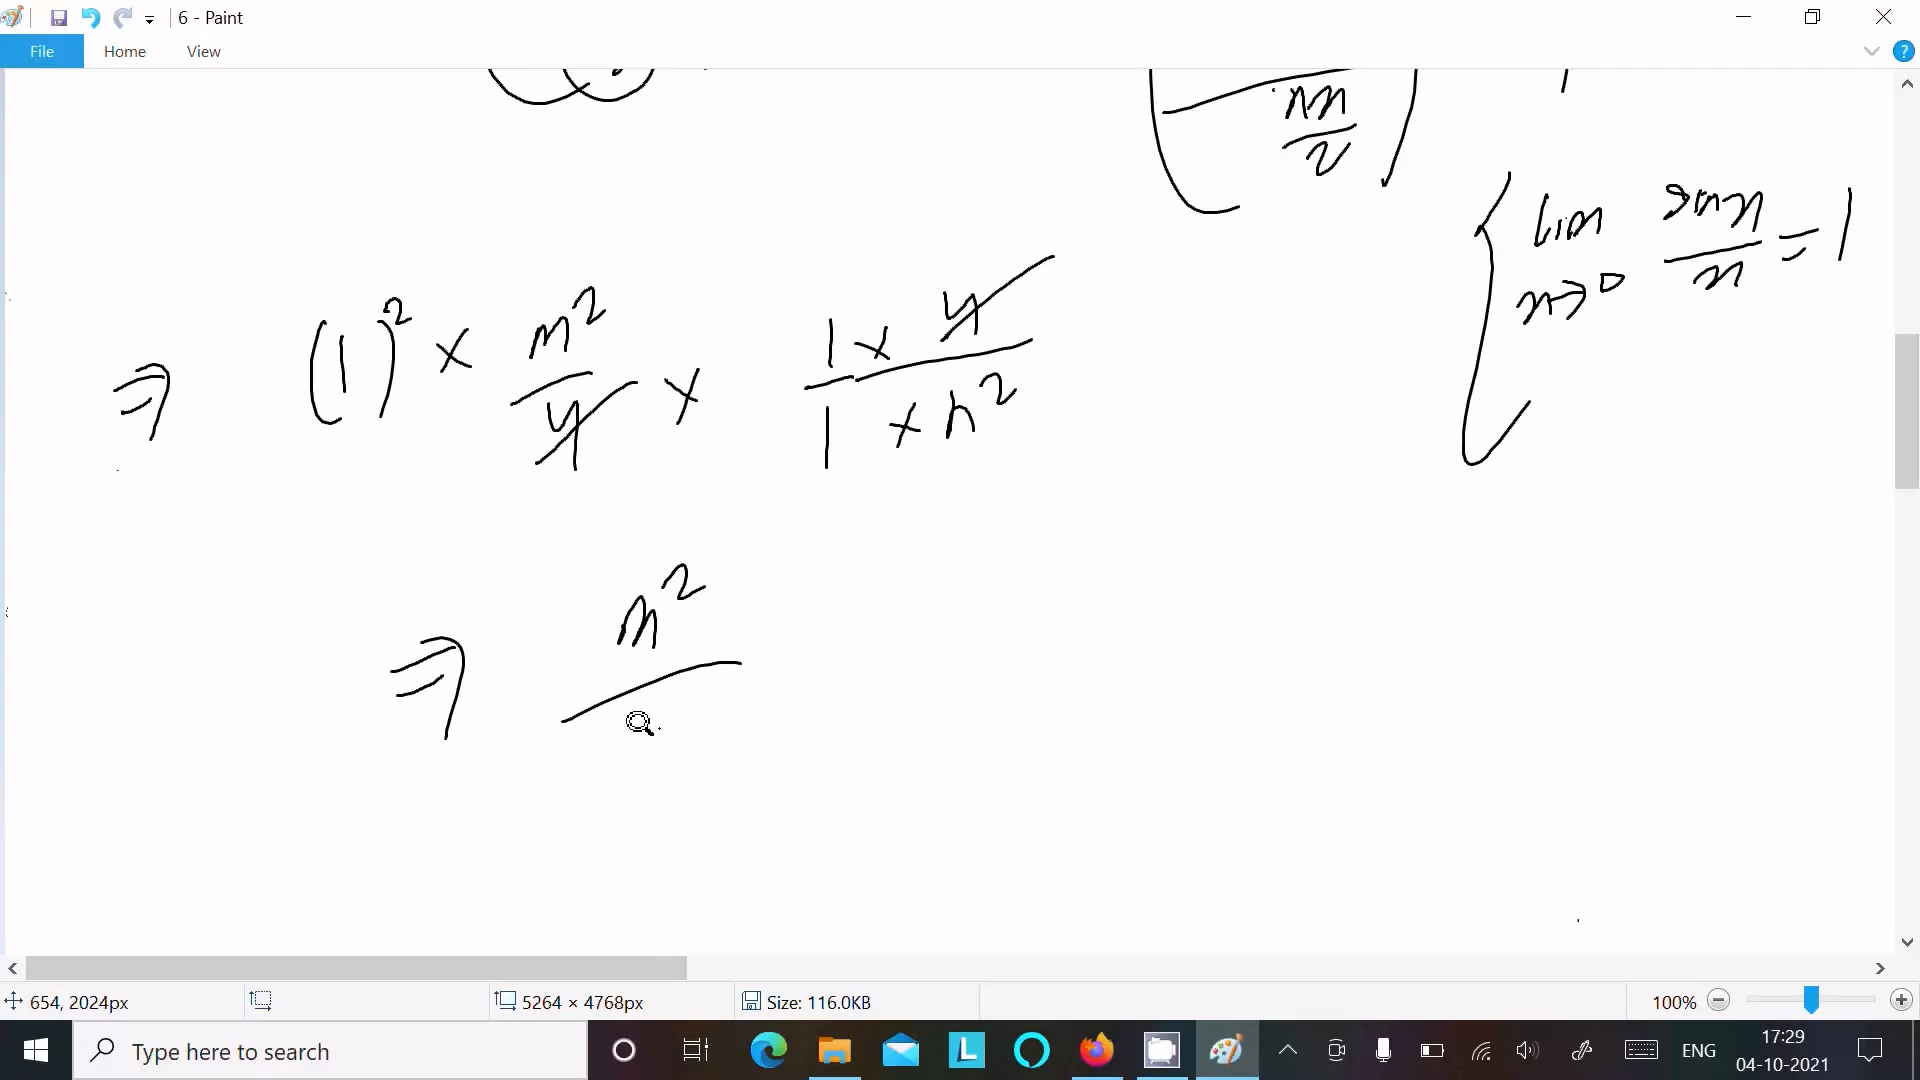 6 - Paint
File Home View
nx
2
lim sinx = 1
x→0 x
⇒ (1)² × m² × 1 × 4
4 1 × n²
⇒ m²
654, 2024px 5264 × 4768px Size: 116.0KB 100%
Type here to search
ENG 17:29
04-10-2021